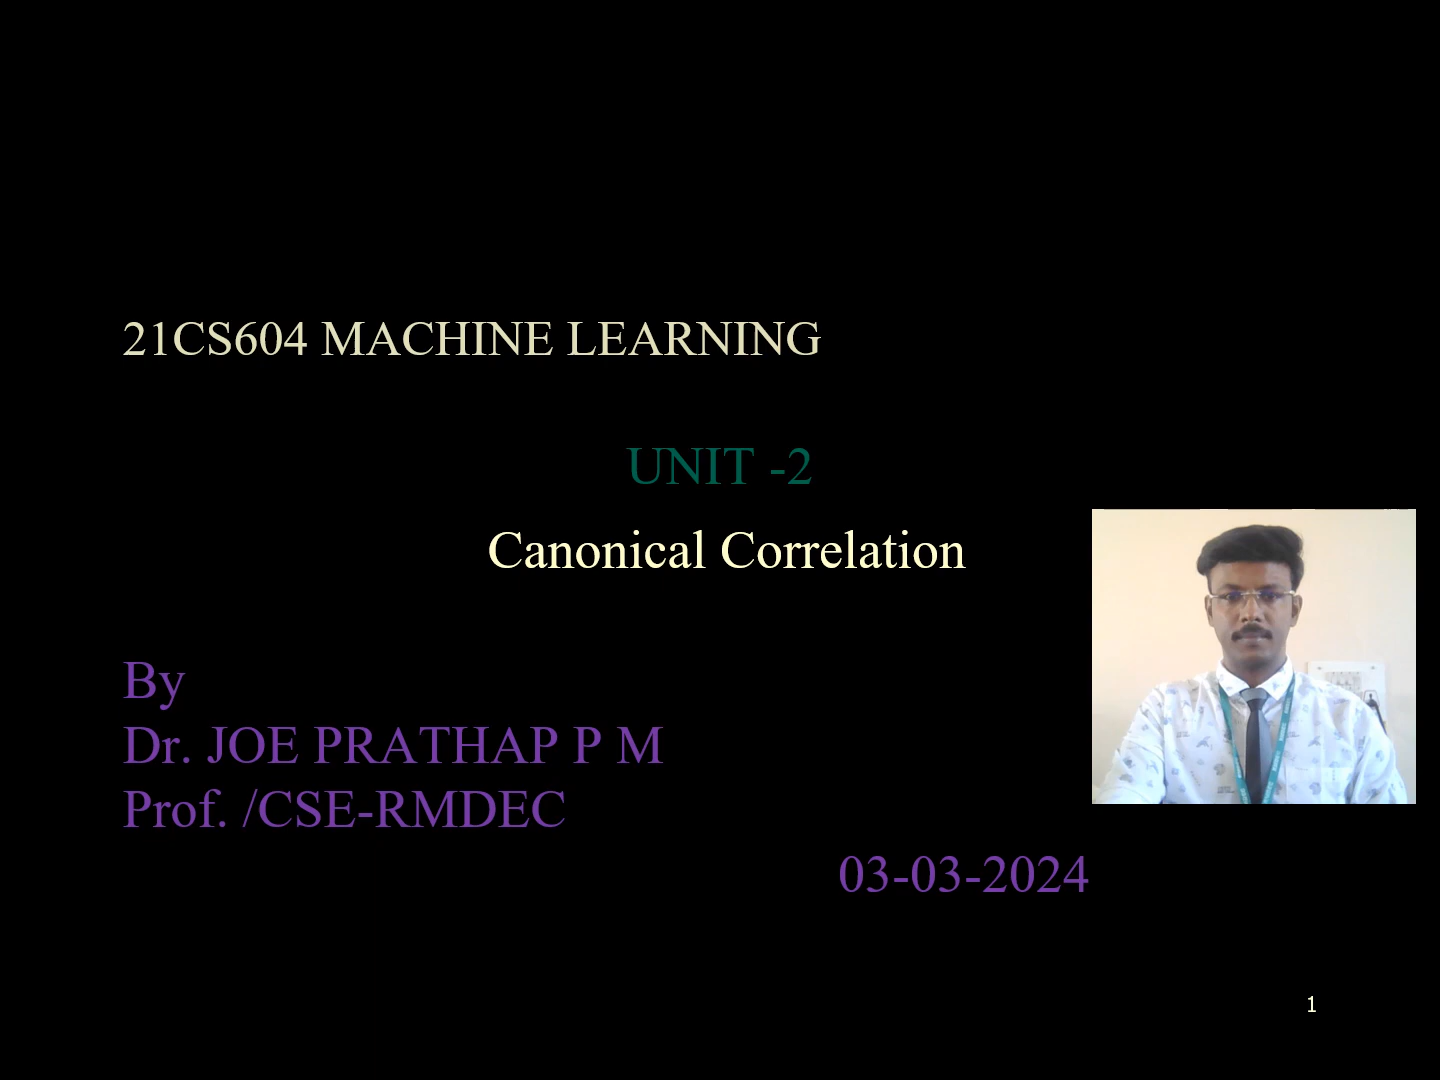 21CS604 MACHINE LEARNING
UNIT -2
Canonical Correlation
By
Dr. JOE PRATHAP P M
Prof. /CSE-RMDEC
03-03-2024
1